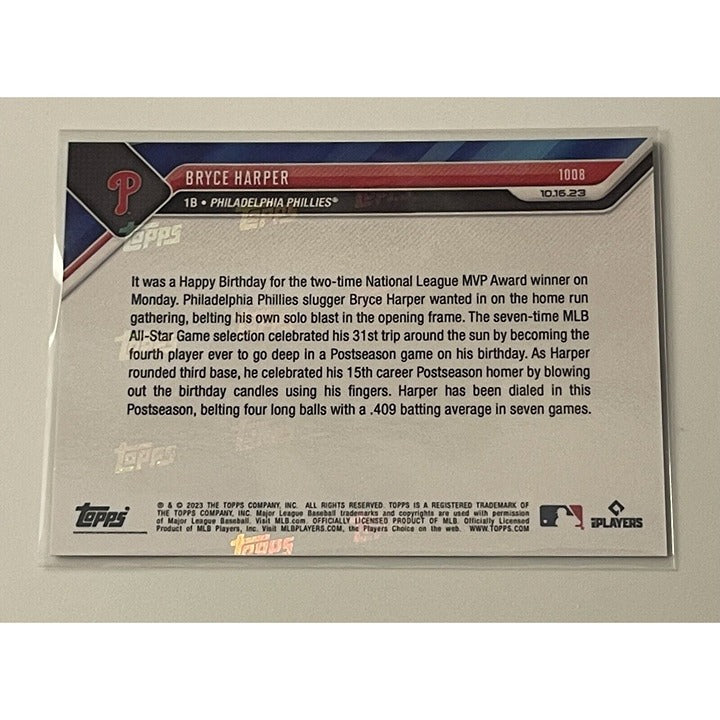 P
BRYCE HARPER
1008
1B • PHILADELPHIA PHILLIES®
10.16.23
Topps
Topps
It was a Happy Birthday for the two-time National League MVP Award winner on
Monday. Philadelphia Phillies slugger Bryce Harper wanted in on the home run
gathering, belting his own solo blast in the opening frame. The seven-time MLB
All-Star Game selection celebrated his 31st trip around the sun by becoming the
fourth player ever to go deep in a Postseason game on his birthday. As Harper
rounded third base, he celebrated his 15th career Postseason homer by blowing
out the birthday candles using his fingers. Harper has been dialed in this
Postseason, belting four long balls with a .409 batting average in seven games.
Topps
Topps
® & © 2023 THE TOPPS COMPANY, INC. ALL RIGHTS RESERVED. TOPPS IS A REGISTERED TRADEMARK OF
THE TOPPS COMPANY, INC. Major League Baseball trademarks and copyrights are used with permission
of Major League Baseball. Visit MLB.com. OFFICIALLY LICENSED PRODUCT OF MLB. Officially Licensed
Product of MLB Players, Inc. Visit MLBPLAYERS.COM, the Players Choice on the web. WWW.TOPPS.COM
PLAYERS
Topps